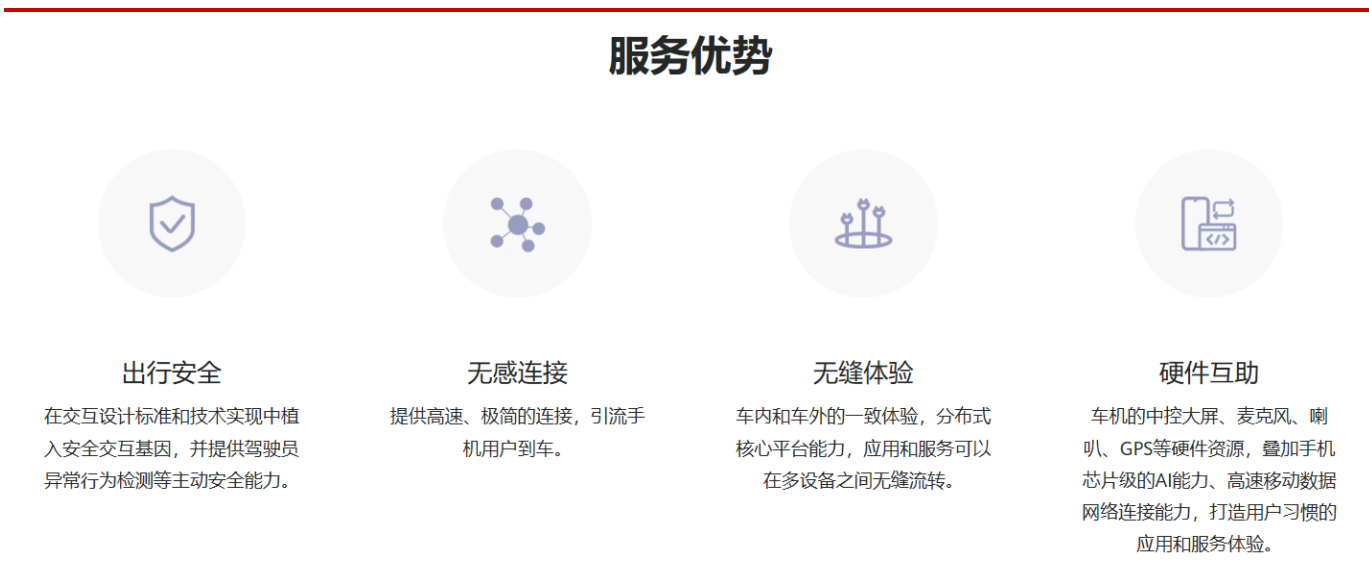 服务优势
出行安全
在交互设计标准和技术实现中植
入安全交互基因，并提供驾驶员
异常行为检测等主动安全能力。
无感连接
提供高速、极简的连接，引流手
机用户到车。
无缝体验
车内和车外的一致体验，分布式
核心平台能力，应用和服务可以
在多设备之间无缝流转。
硬件互助
车机的中控大屏、麦克风、喇
叭、GPS等硬件资源，叠加手机
芯片级的AI能力、高速移动数据
网络连接能力，打造用户习惯的
应用和服务体验。